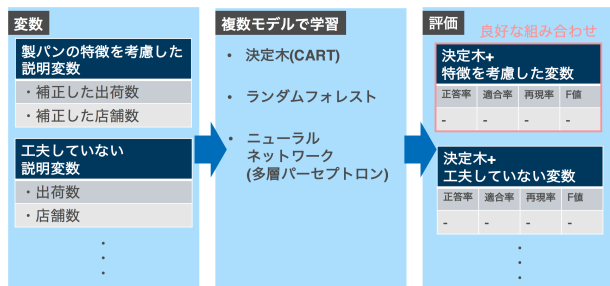 変数
製パンの特徴を考慮した
説明変数
・補正した出荷数
・補正した店舗数
工夫していない
説明変数
・出荷数
・店舗数
・
・
・
複数モデルで学習
• 決定木(CART)
• ランダムフォレスト
• ニューラル
ネットワーク
(多層パーセプトロン)
評価
良好な組み合わせ
決定木+
特徴を考慮した変数
正答率 適合率 再現率 F値
- - - -
決定木+
工夫していない変数
正答率 適合率 再現率 F値
- - - -
・
・
・